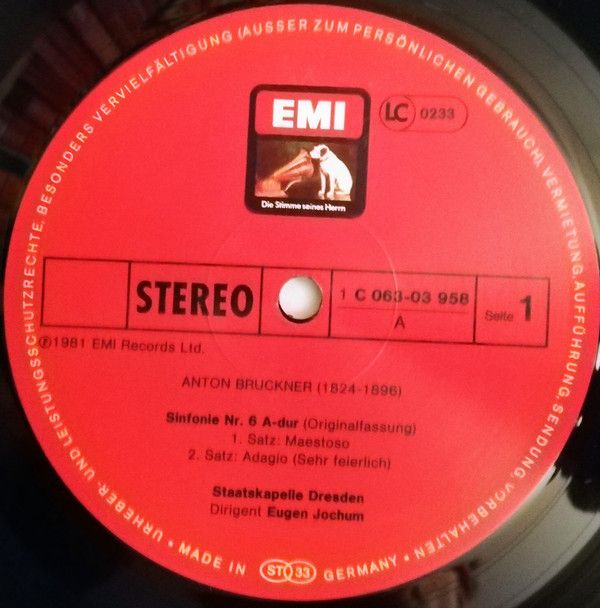 URHEBER- UND LEISTUNGSSCHUTZRECHTE, BESONDERS VERVIELFÄLTIGUNG (AUSSER ZUM PERSÖNLICHEN GEBRAUCH), VERMIETUNG, AUFFÜHRUNG, SENDUNG, VORBEHALTEN
EMI
LC 0233
Die Stimme seines Herrn
STEREO
1 C 063-03 958
A
Seite 1
℗1981 EMI Records Ltd.
ANTON BRUCKNER (1824-1896)
Sinfonie Nr. 6 A-dur (Originalfassung)
1. Satz: Maestoso
2. Satz: Adagio (Sehr feierlich)
Staatskapelle Dresden
Dirigent Eugen Jochum
• MADE IN ST 33 GERMANY •